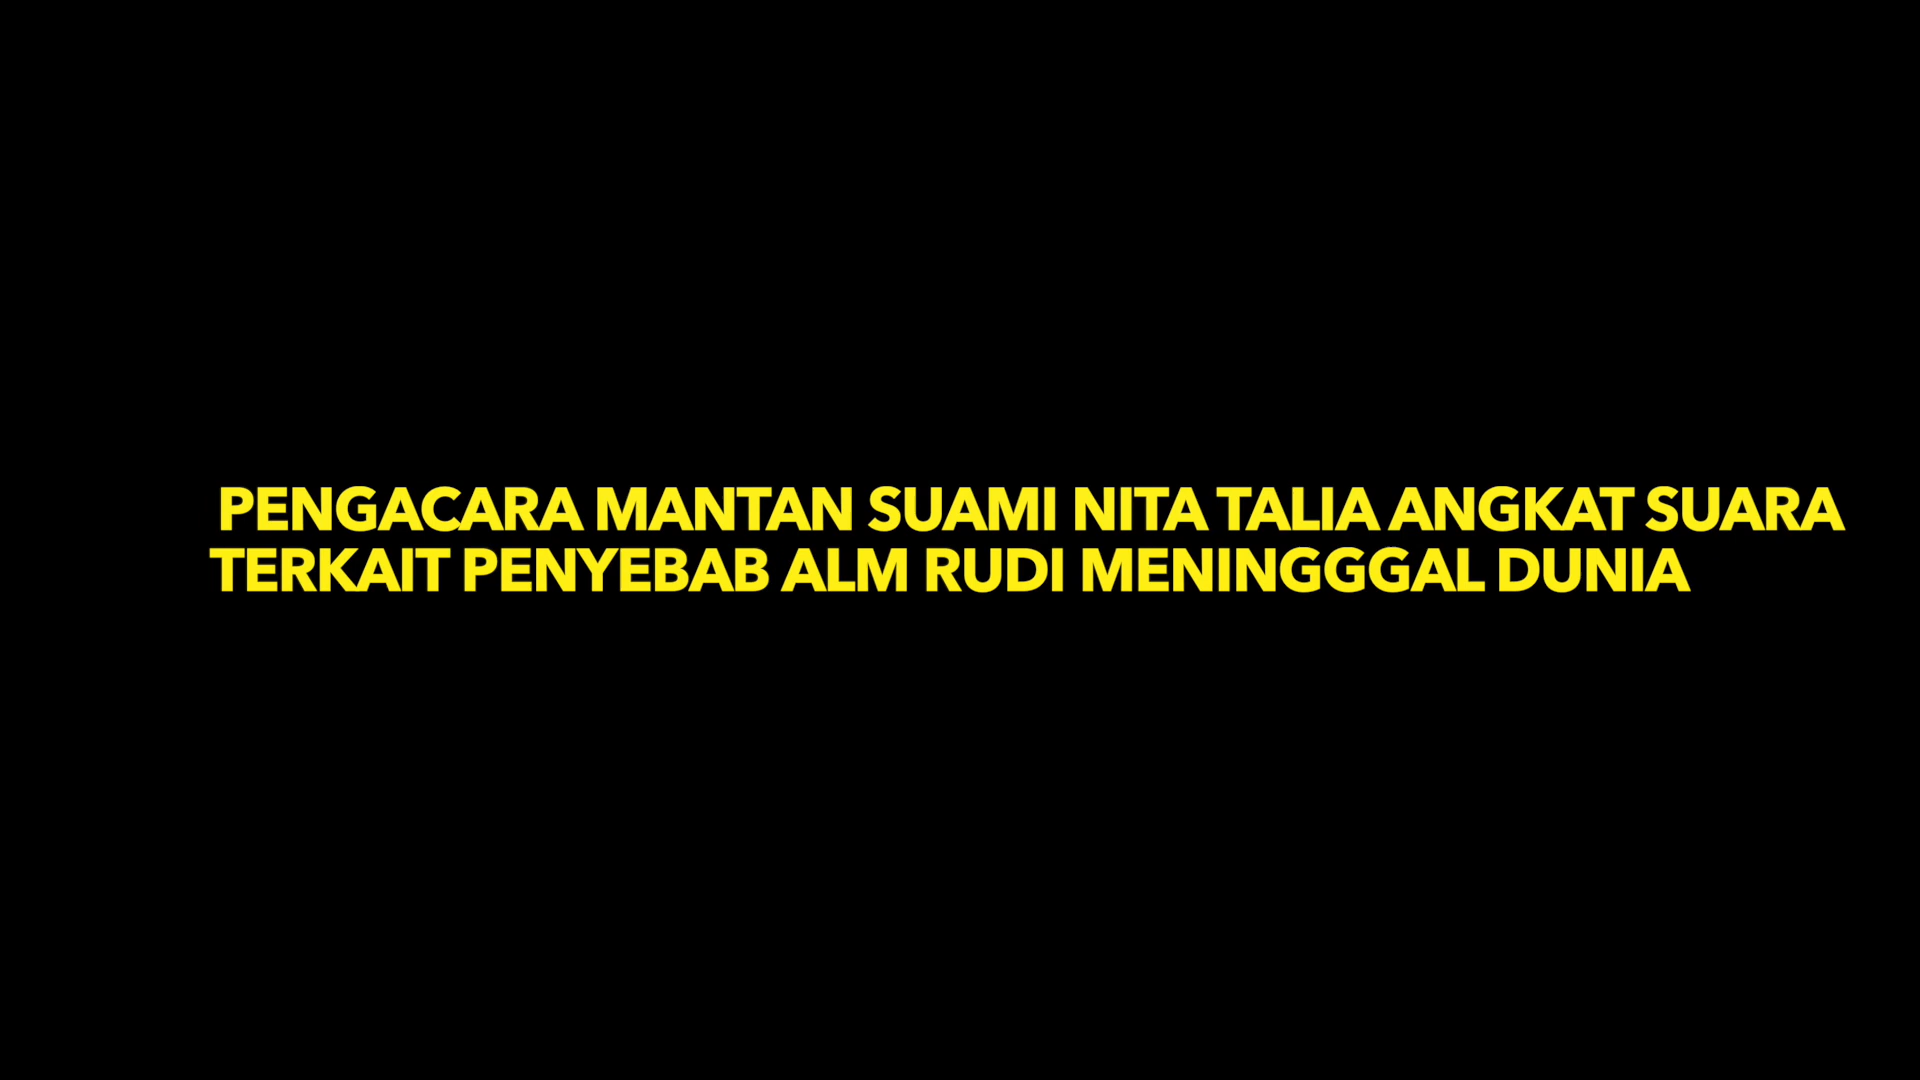 PENGACARA MANTAN SUAMI NITA TALIA ANGKAT SUARA
TERKAIT PENYEBAB ALM RUDI MENINGGGAL DUNIA